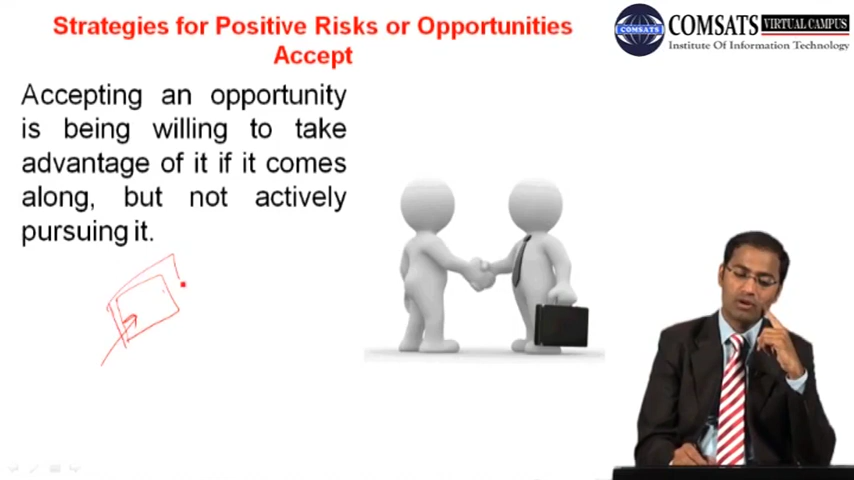 Strategies for Positive Risks or Opportunities
Accept
COMSATS VIRTUAL CAMPUS
Institute Of Information Technology
COMSATS
Accepting an opportunity
is being willing to take
advantage of it if it comes
along, but not actively
pursuing it.